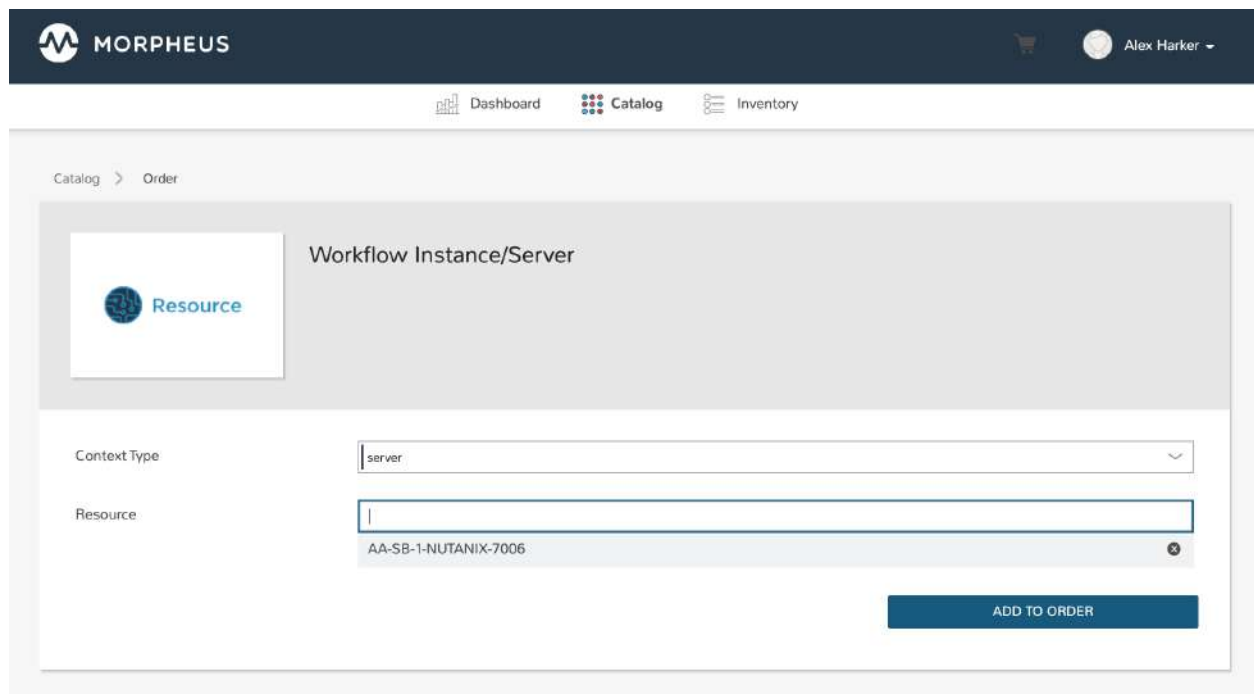 MORPHEUS
Alex Harker
Dashboard Catalog Inventory
Catalog > Order
Workflow Instance/Server
Resource
Context Type
server
Resource
AA-SB-1-NUTANIX-7006
ADD TO ORDER